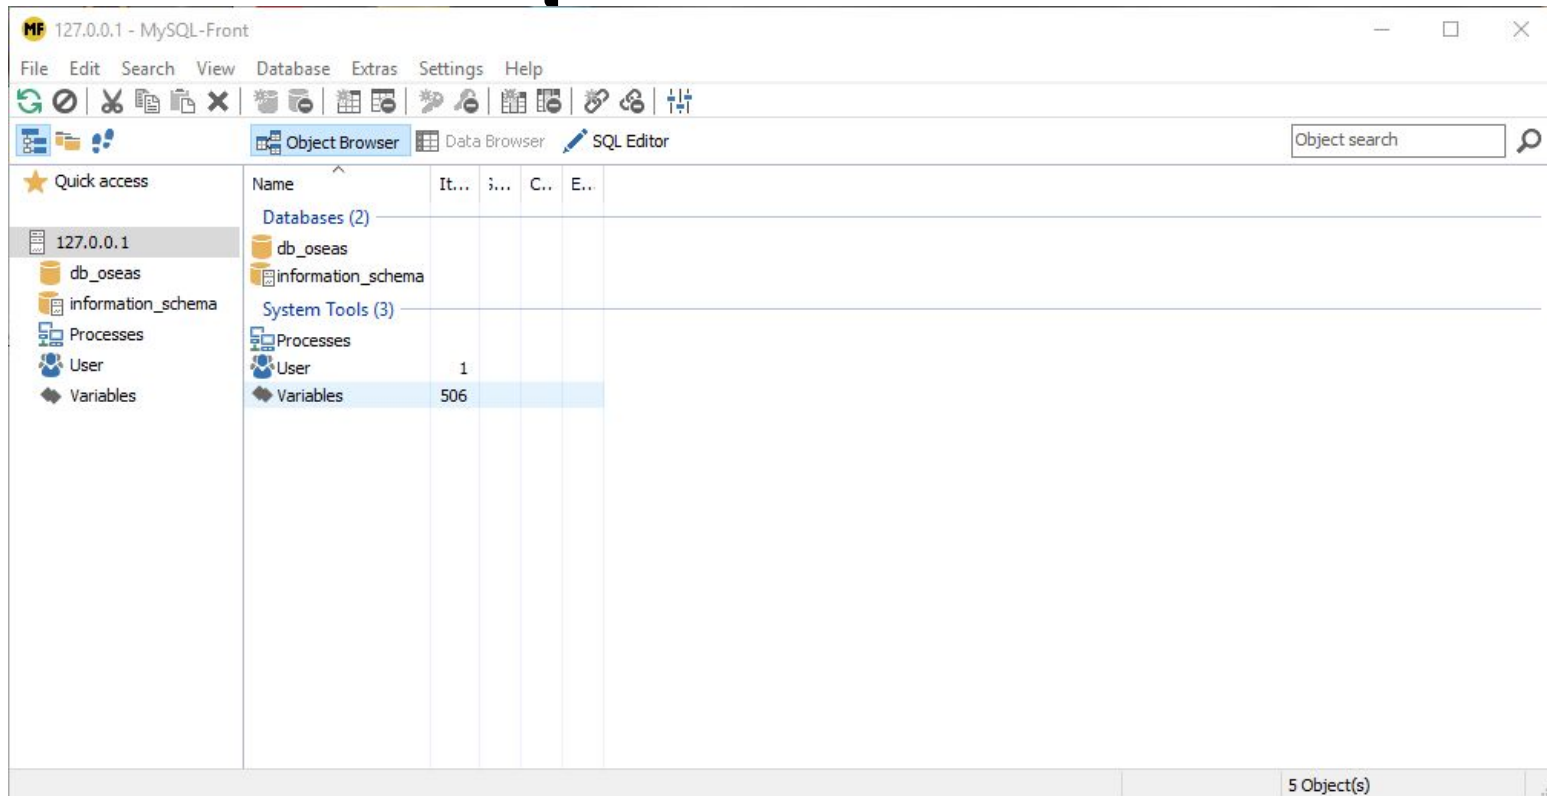 MF 127.0.0.1 - MySQL-Front
File Edit Search View Database Extras Settings Help
Object Browser Data Browser SQL Editor Object search
Quick access
127.0.0.1
db_oseas
information_schema
Processes
User
Variables
Name It... C.. E...
Databases (2)
db_oseas
information_schema
System Tools (3)
Processes
User 1
Variables 506
5 Object(s)